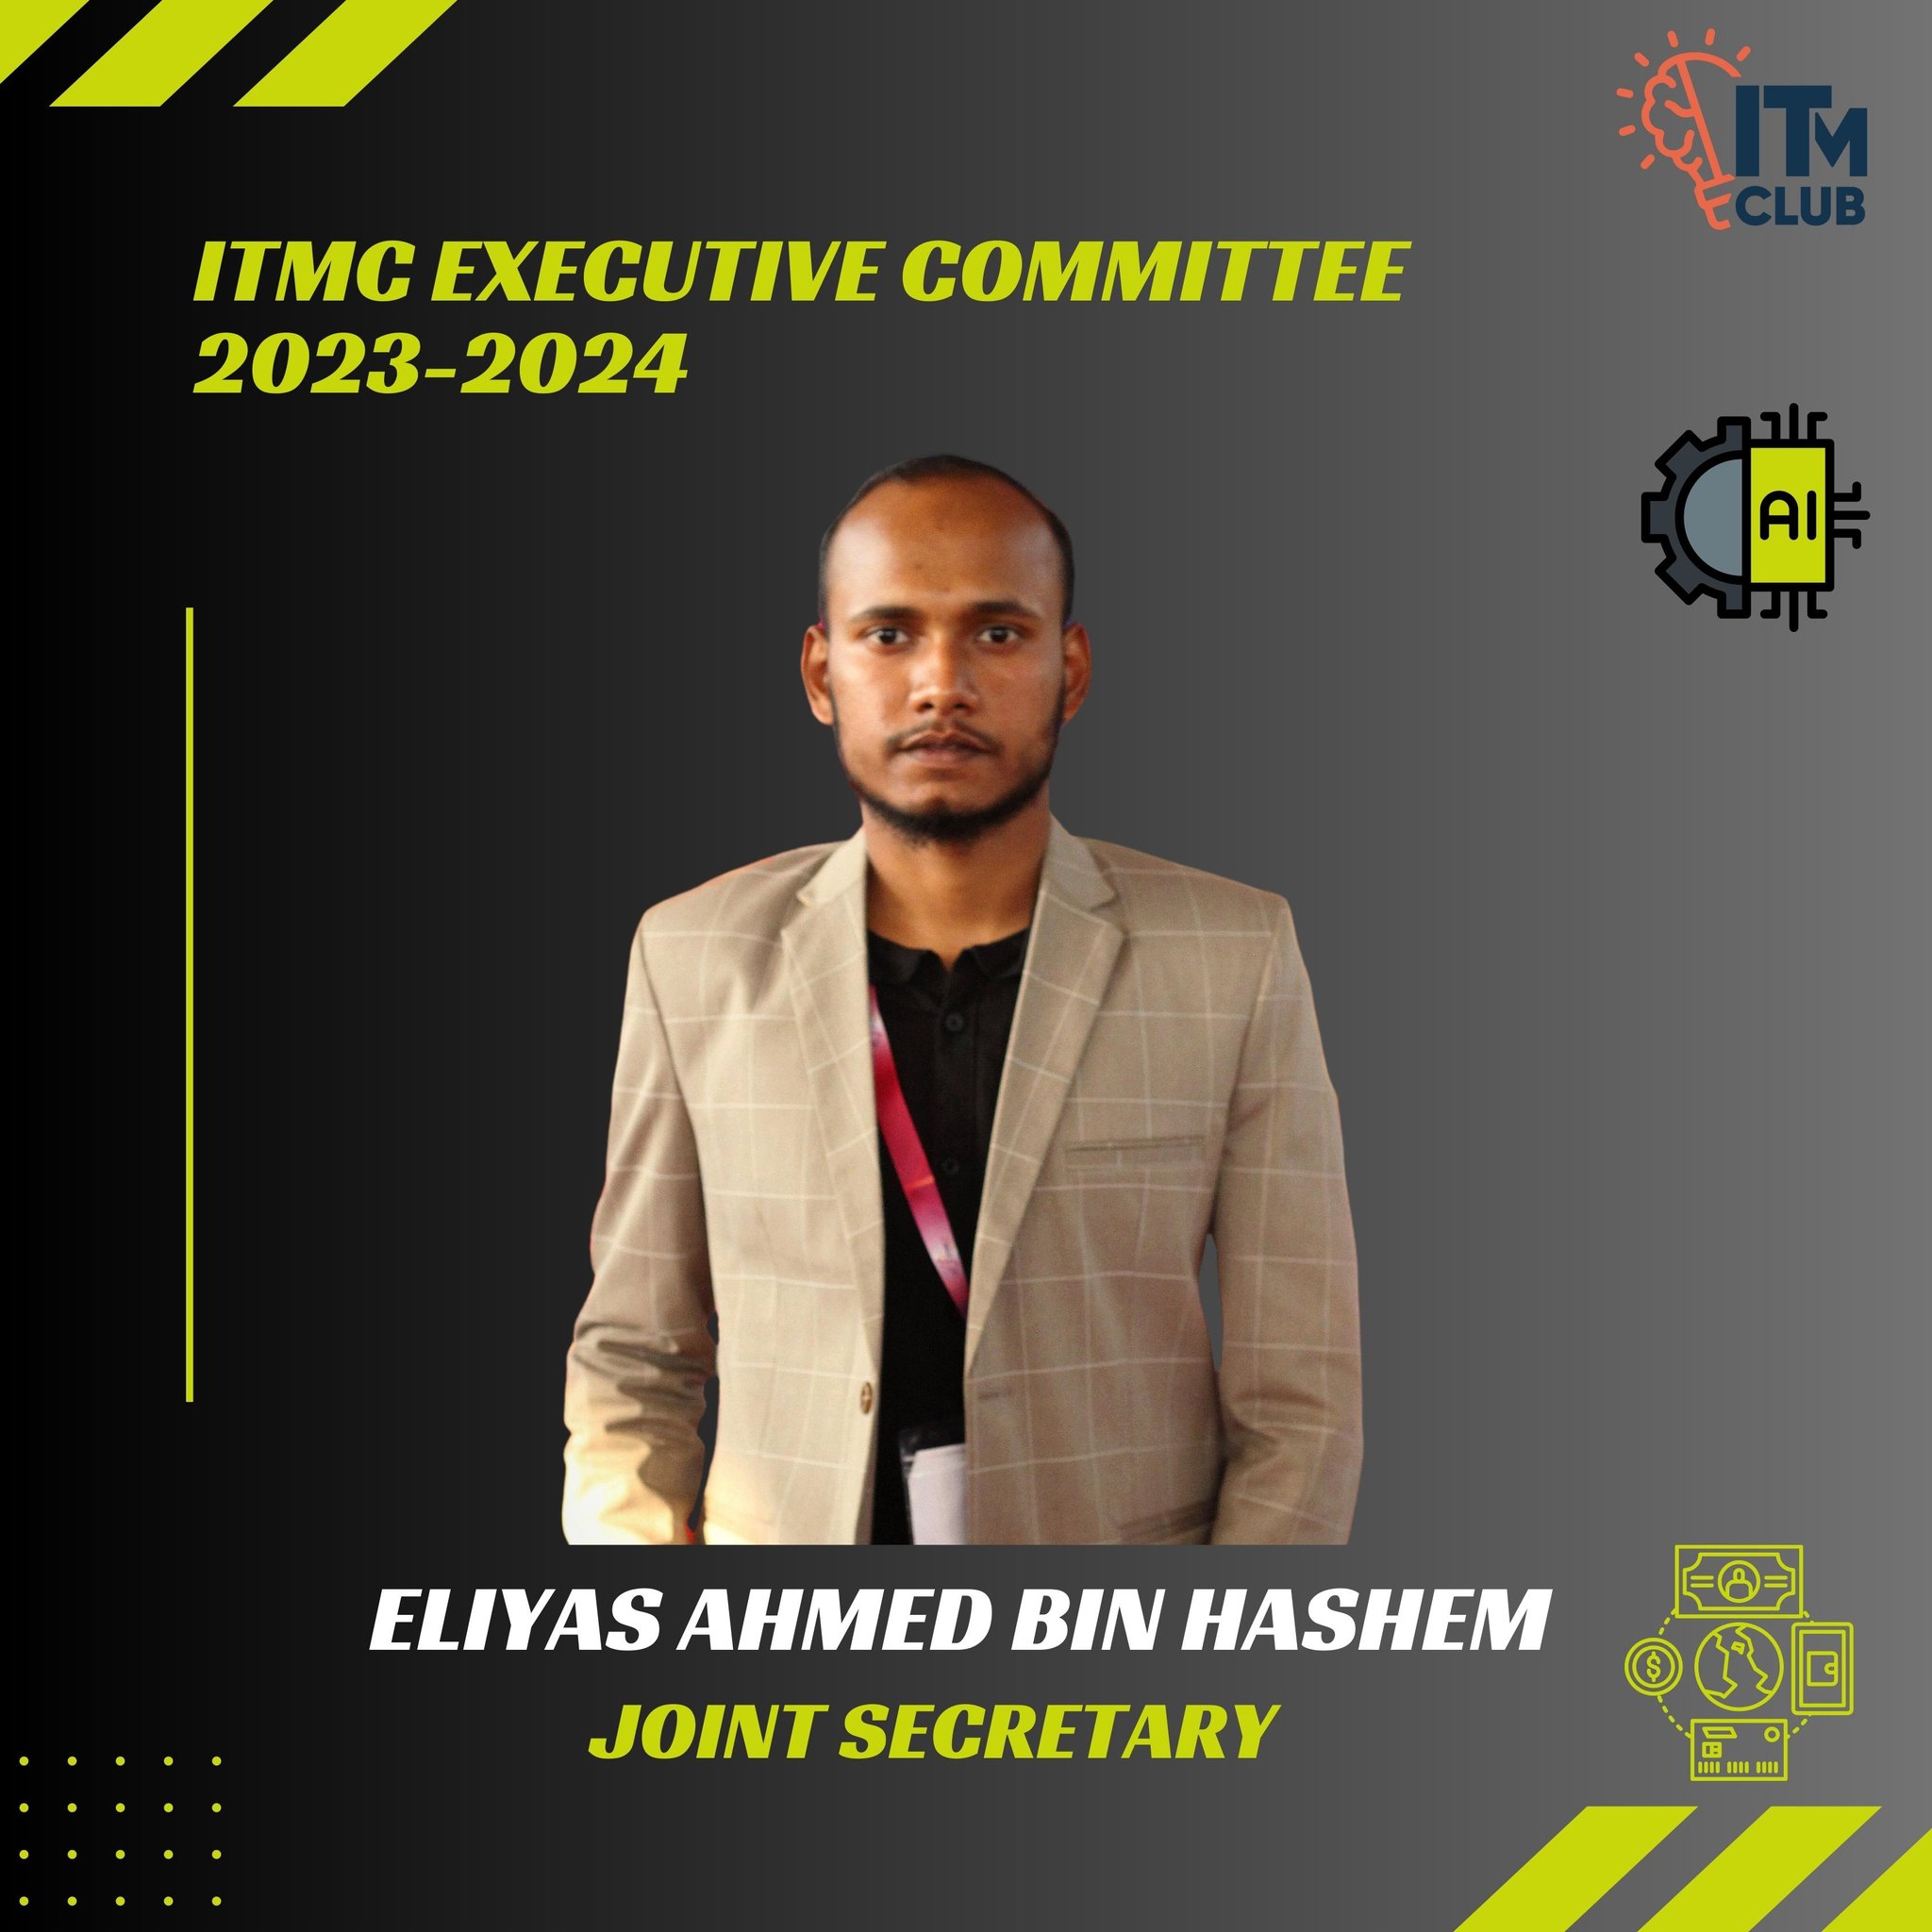 ITM
CLUB
ITMC EXECUTIVE COMMITTEE
2023-2024
AI
ELIYAS AHMED BIN HASHEM
JOINT SECRETARY